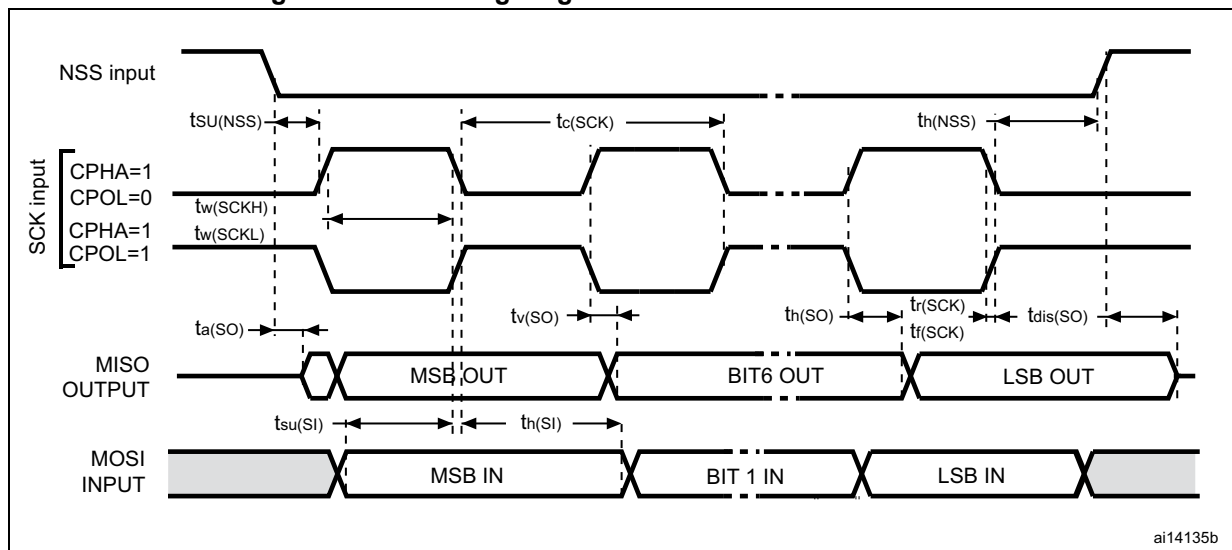 NSS input
tSU(NSS)
tc(SCK)
th(NSS)
SCK input
CPHA=1
CPOL=0
tw(SCKH)
CPHA=1
tw(SCKL)
CPOL=1
ta(SO)
tv(SO)
th(SO)
tr(SCK)
tf(SCK)
tdis(SO)
MISO
OUTPUT
MSB OUT
BIT6 OUT
LSB OUT
tsu(SI)
th(SI)
MOSI
INPUT
MSB IN
BIT 1 IN
LSB IN
ai14135b